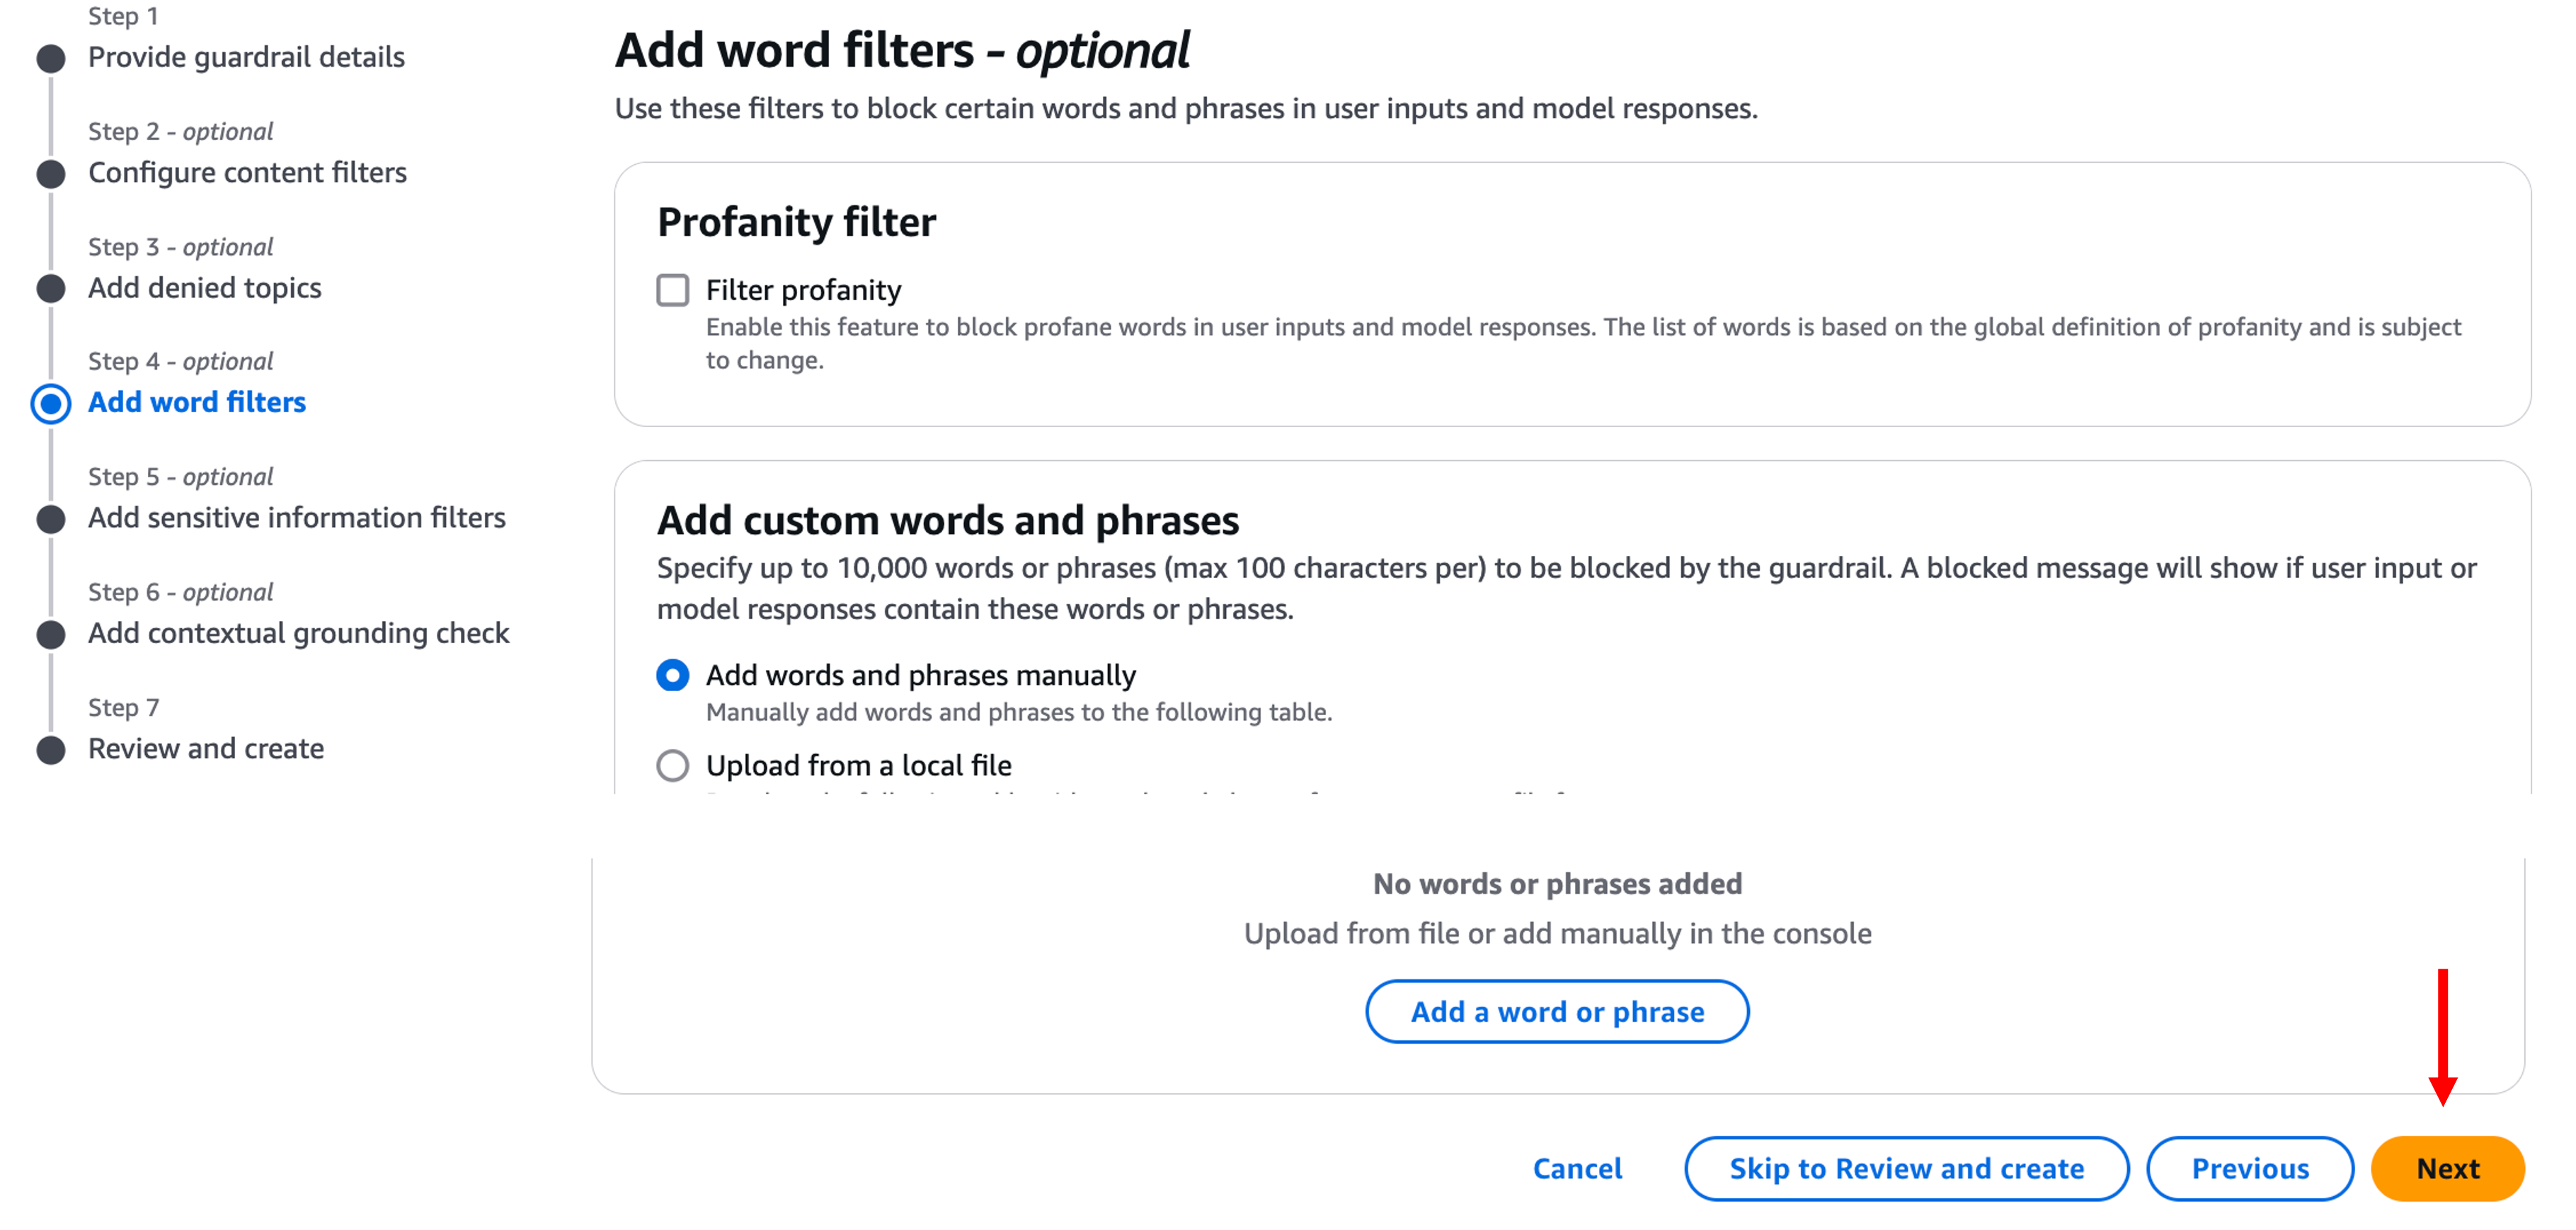 Step 1
Provide guardrail details
Step 2 - optional
Configure content filters
Step 3 - optional
Add denied topics
Step 4 - optional
Add word filters
Step 5 - optional
Add sensitive information filters
Step 6 - optional
Add contextual grounding check
Step 7
Review and create
Add word filters - optional
Use these filters to block certain words and phrases in user inputs and model responses.
Profanity filter
Filter profanity
Enable this feature to block profane words in user inputs and model responses. The list of words is based on the global definition of profanity and is subject
to change.
Add custom words and phrases
Specify up to 10,000 words or phrases (max 100 characters per) to be blocked by the guardrail. A blocked message will show if user input or
model responses contain these words or phrases.
Add words and phrases manually
Manually add words and phrases to the following table.
Upload from a local file
No words or phrases added
Upload from file or add manually in the console
Add a word or phrase
Cancel
Skip to Review and create
Previous
Next